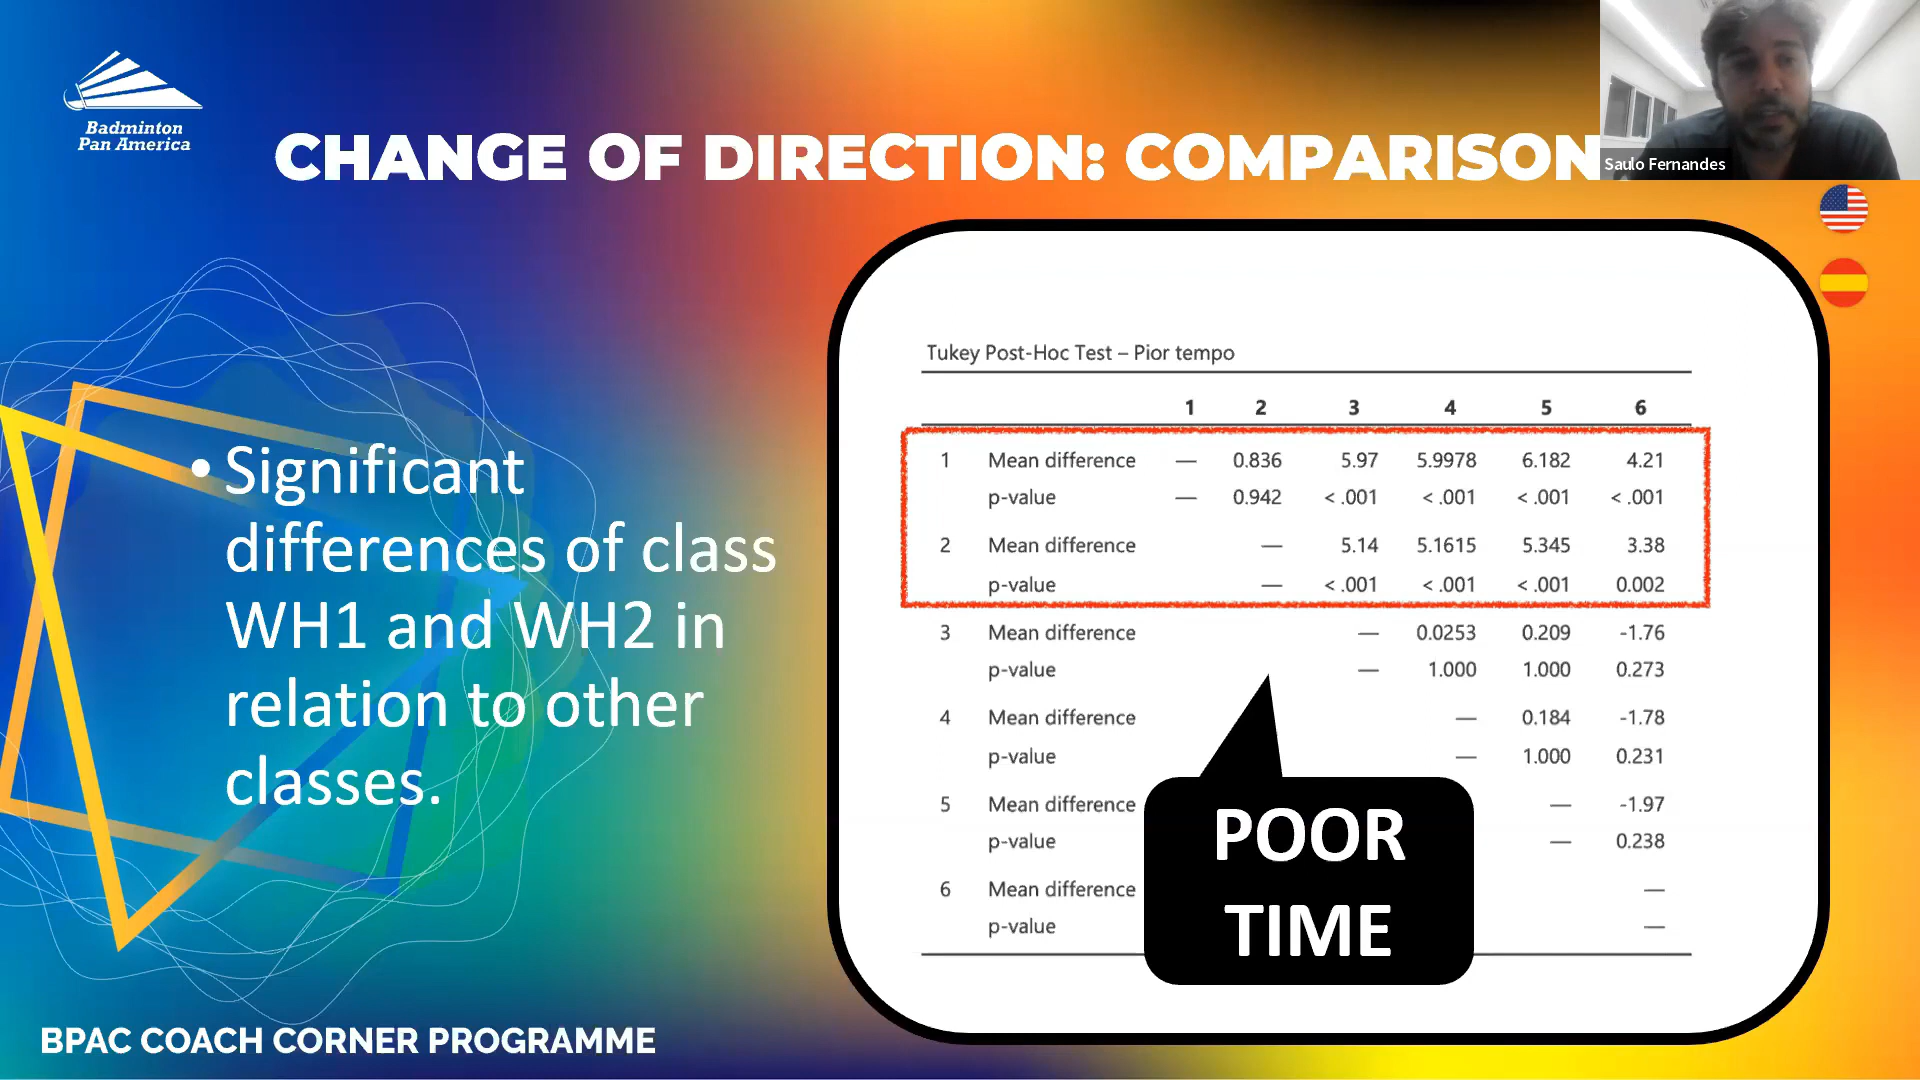 Badminton
Pan America
CHANGE OF DIRECTION: COMPARISON
Saulo Fernandes
• Significant
differences of class
WH1 and WH2 in
relation to other
classes.
Tukey Post-Hoc Test – Pior tempo
1 2 3 4 5 6
1 Mean difference — 0.836 5.97 5.9978 6.182 4.21
p-value — 0.942 < .001 < .001 < .001 < .001
2 Mean difference — 5.14 5.1615 5.345 3.38
p-value — < .001 < .001 < .001 0.002
3 Mean difference — 0.0253 0.209 -1.76
p-value — 1.000 1.000 0.273
4 Mean difference — 0.184 -1.78
p-value — 1.000 0.231
5 Mean difference — -1.97
p-value — 0.238
6 Mean difference —
p-value —
POOR
TIME
BPAC COACH CORNER PROGRAMME